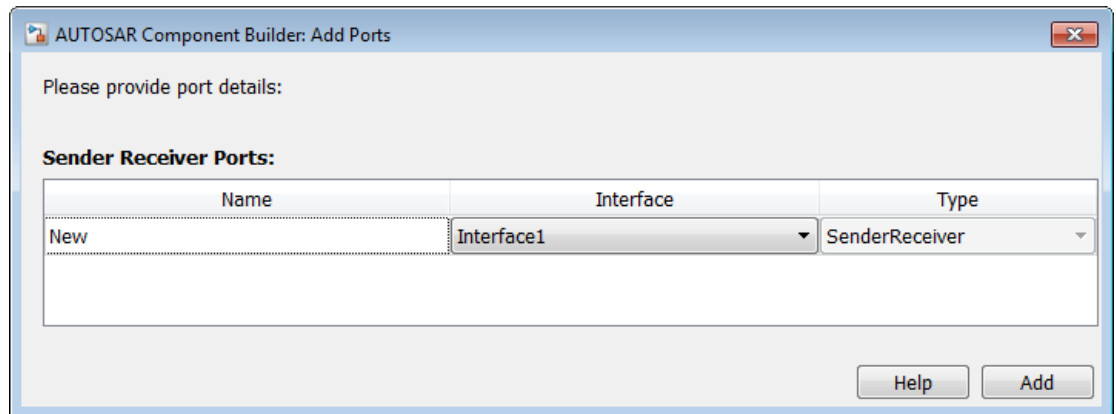 AUTOSAR Component Builder: Add Ports
Please provide port details:
Sender Receiver Ports:
Name Interface Type
New Interface1 SenderReceiver
Help Add